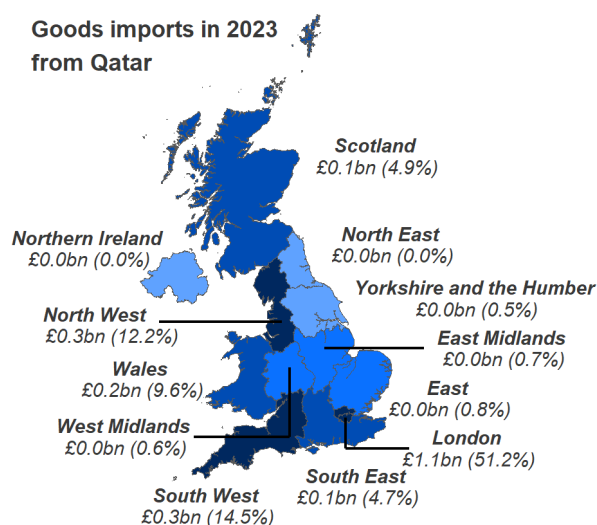 Goods imports in 2023
from Qatar
Scotland
£0.1bn (4.9%)
Northern Ireland
£0.0bn (0.0%)
North East
£0.0bn (0.0%)
Yorkshire and the Humber
£0.0bn (0.5%)
North West
£0.3bn (12.2%)
East Midlands
£0.0bn (0.7%)
Wales
£0.2bn (9.6%)
East
£0.0bn (0.8%)
West Midlands
£0.0bn (0.6%)
London
£1.1bn (51.2%)
South East
£0.1bn (4.7%)
South West
£0.3bn (14.5%)